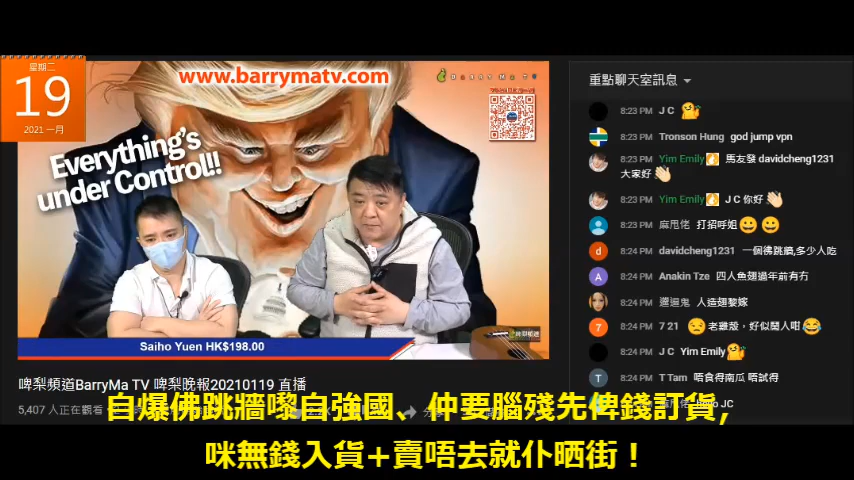 星期二
19
2021 一月
www.barrymatv.com
BARRYMATV
Everything's
under Control!!
Saiho Yuen HK$198.00
啤梨頻道
啤梨頻道BarryMa TV 啤梨晚報20210119 直播
5,407 人正在觀看
重點聊天室訊息
8:23 PM J C
8:23 PM Tronson Hung god jump vpn
8:23 PM Yim Emily 馬友發 davidcheng1231
大家好
8:23 PM Yim Emily J C 你好
8:23 PM 麻甩佬 打招呼姐
8:24 PM davidcheng1231 一個彿跳牆,多少人吃
8:24 PM Anakin Tze 四人魚翅過年前有冇
8:24 PM 邋遢鬼 人造翅嘜嫁
8:24 PM 7 21 老雞殼，好似鬧人咁
8:24 PM J C Yim Emily
8:24 PM T Tam 唔食得南瓜 唔試得
JC
自爆佛跳牆嚟自強國、仲要腦殘先俾錢訂貨,
咪無錢入貨+賣唔去就仆晒街！